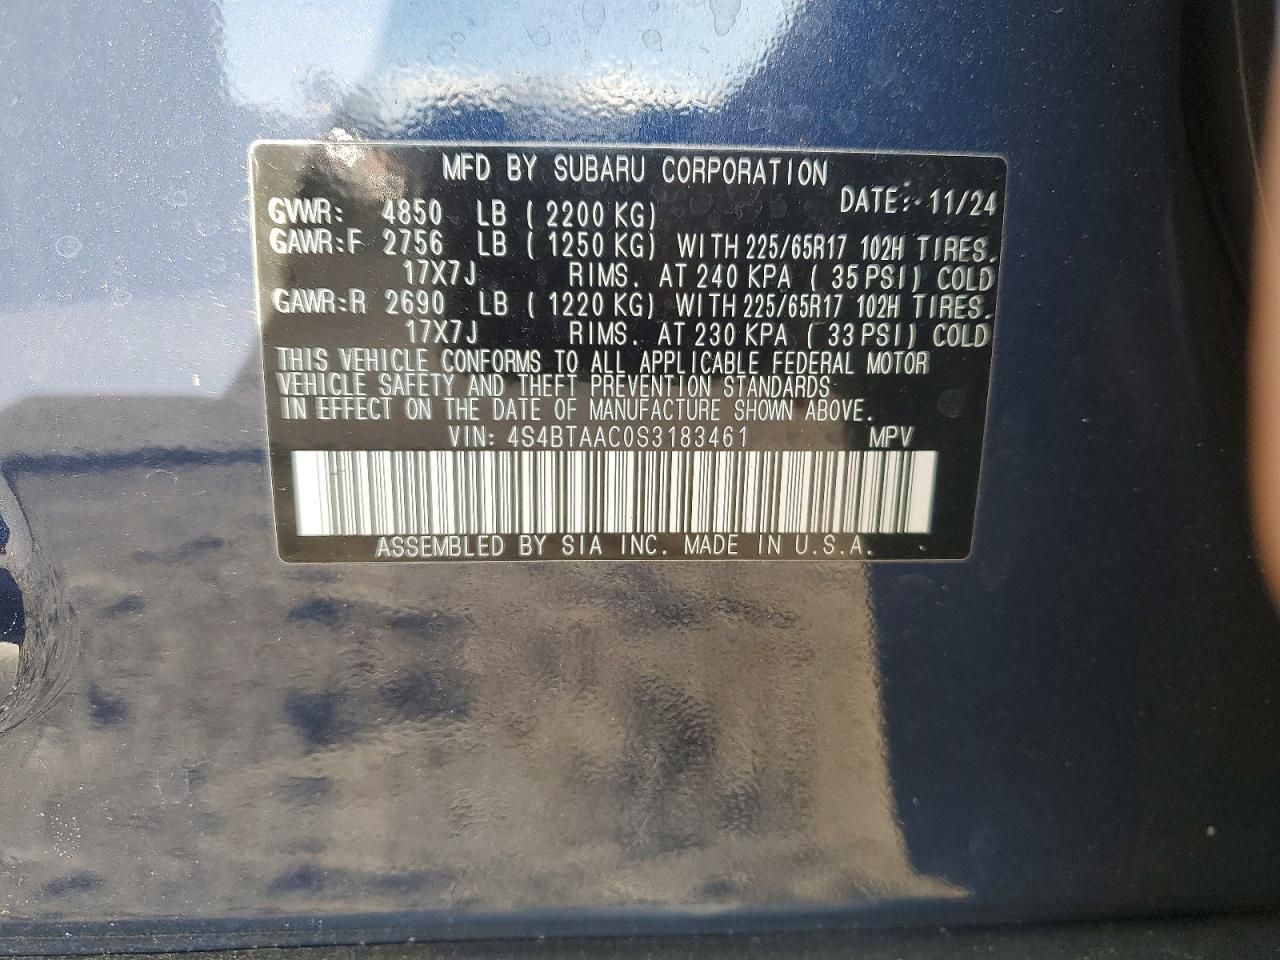 MFD BY SUBARU CORPORATION
DATE: 11/24
GVWR: 4850 LB ( 2200 KG)
GAWR:F 2756 LB ( 1250 KG) WITH 225/65R17 102H TIRES.
17X7J RIMS. AT 240 KPA ( 35 PSI) COLD
GAWR:R 2690 LB ( 1220 KG) WITH 225/65R17 102H TIRES.
17X7J RIMS. AT 230 KPA ( 33 PSI) COLD
THIS VEHICLE CONFORMS TO ALL APPLICABLE FEDERAL MOTOR
VEHICLE SAFETY AND THEFT PREVENTION STANDARDS
IN EFFECT ON THE DATE OF MANUFACTURE SHOWN ABOVE.
VIN: 4S4BTAAC0S3183461 MPV
ASSEMBLED BY SIA INC. MADE IN U.S.A.